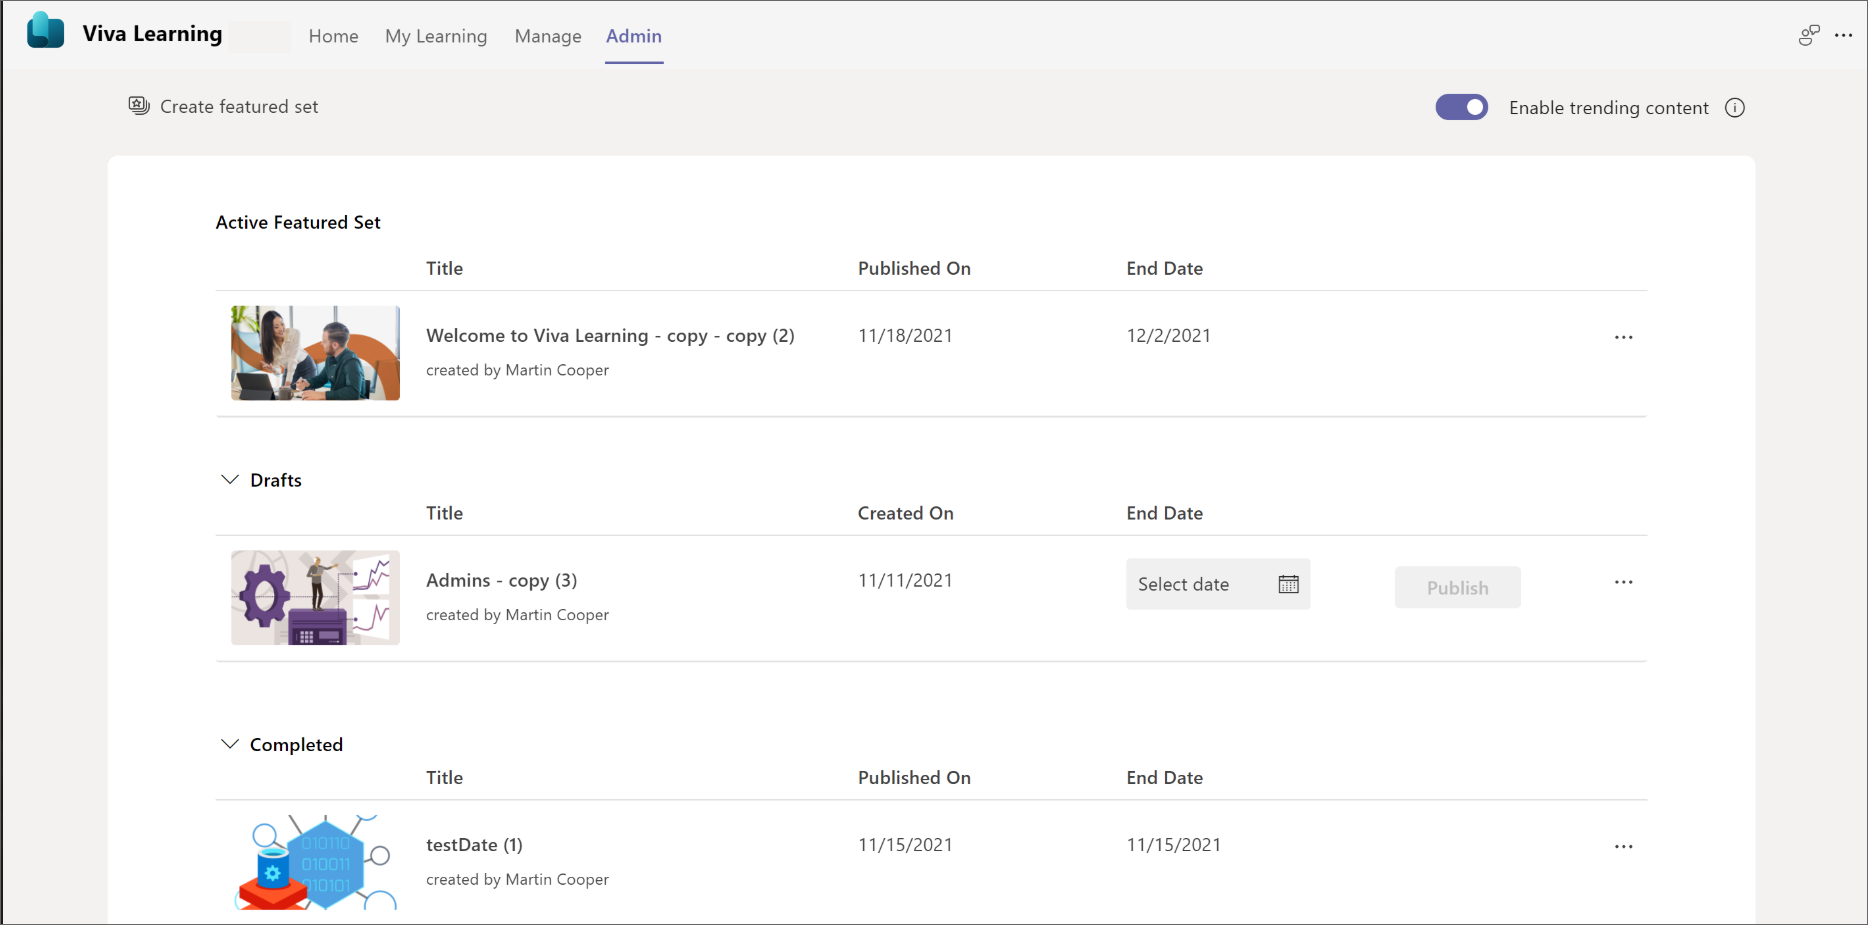 Viva Learning Home My Learning Manage Admin
Create featured set Enable trending content
Active Featured Set
Title Published On End Date
Welcome to Viva Learning - copy - copy (2) 11/18/2021 12/2/2021
created by Martin Cooper
Drafts
Title Created On End Date
Admins - copy (3) 11/11/2021 Select date Publish
created by Martin Cooper
Completed
Title Published On End Date
testDate (1) 11/15/2021 11/15/2021
created by Martin Cooper
010110
010011
010101